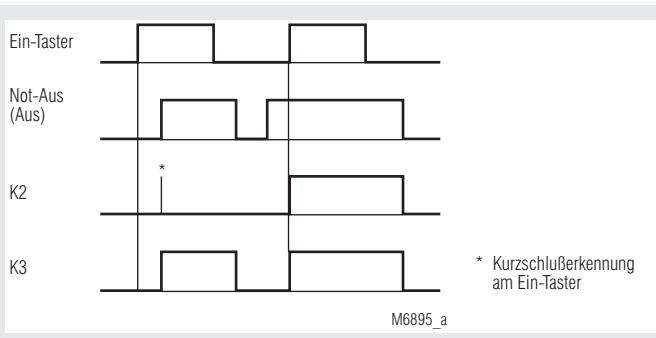 Ein-Taster
Not-Aus
(Aus)
*
K2
K3
* Kurzschlußerkennung
am Ein-Taster
M6895_a